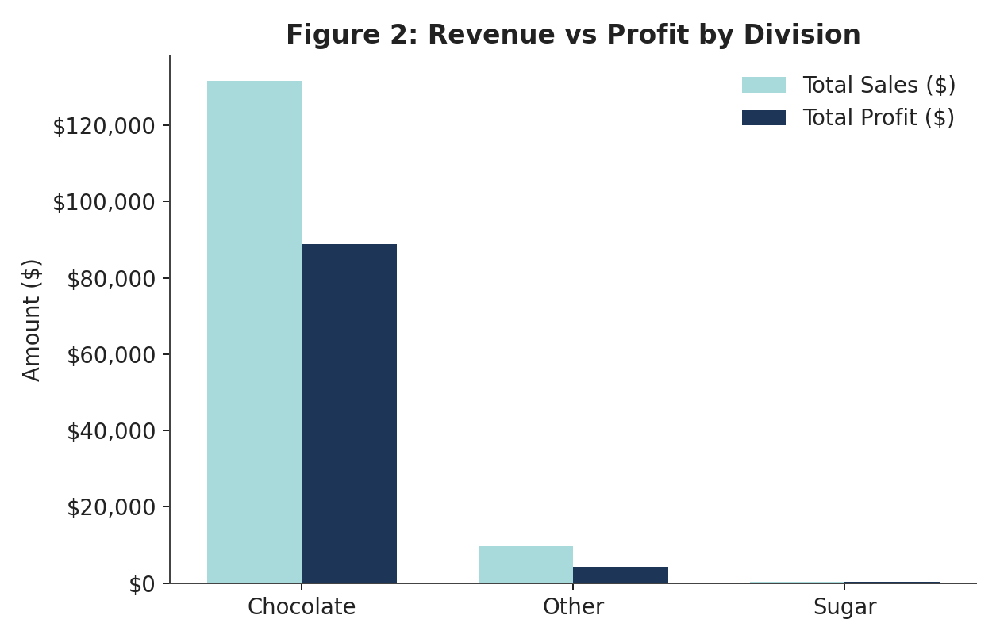 Figure 2: Revenue vs Profit by Division
Total Sales ($)
Total Profit ($)
Amount ($)
$120,000
$100,000
$80,000
$60,000
$40,000
$20,000
$0
Chocolate
Other
Sugar